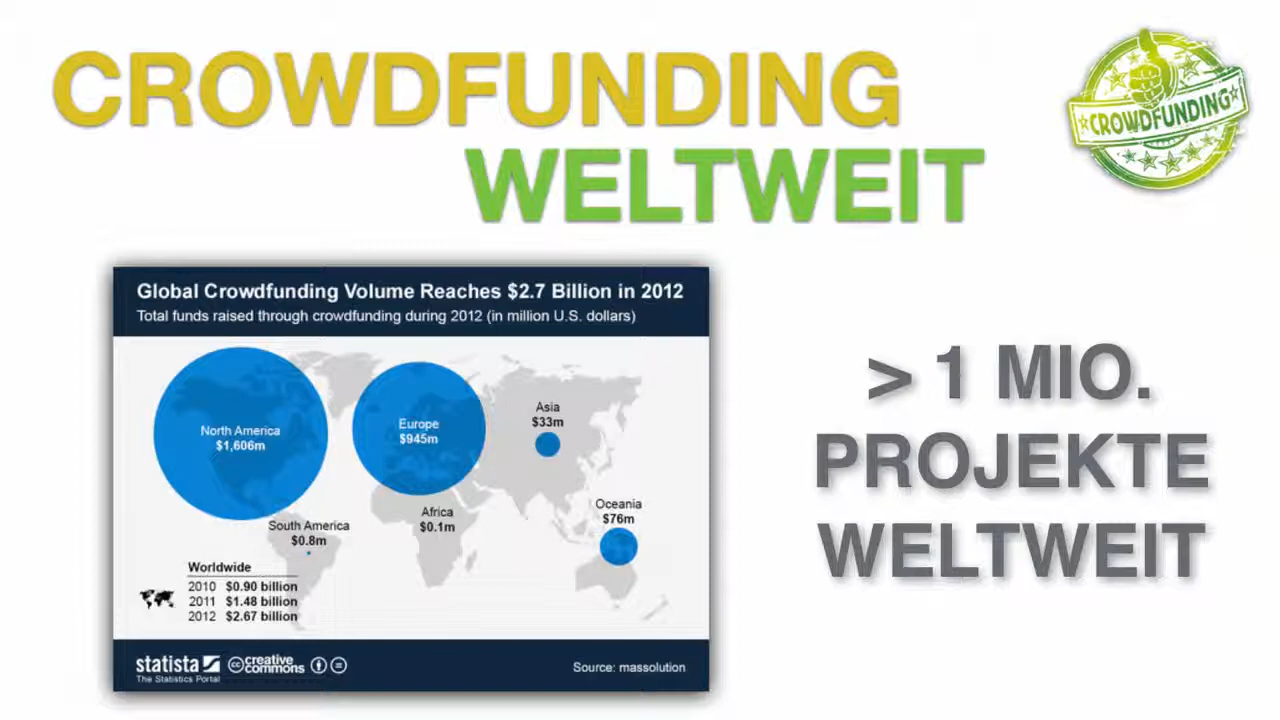 CROWDFUNDING
WELTWEIT
CROWDFUNDING
Global Crowdfunding Volume Reaches $2.7 Billion in 2012
Total funds raised through crowdfunding during 2012 (in million U.S. dollars)
North America
$1,606m
Europe
$945m
Asia
$33m
South America
$0.8m
Africa
$0.1m
Oceania
$76m
Worldwide
2010 $0.90 billion
2011 $1.48 billion
2012 $2.67 billion
statista
The Statistics Portal
cc creative commons
Source: massolution
> 1 MIO.
PROJEKTE
WELTWEIT